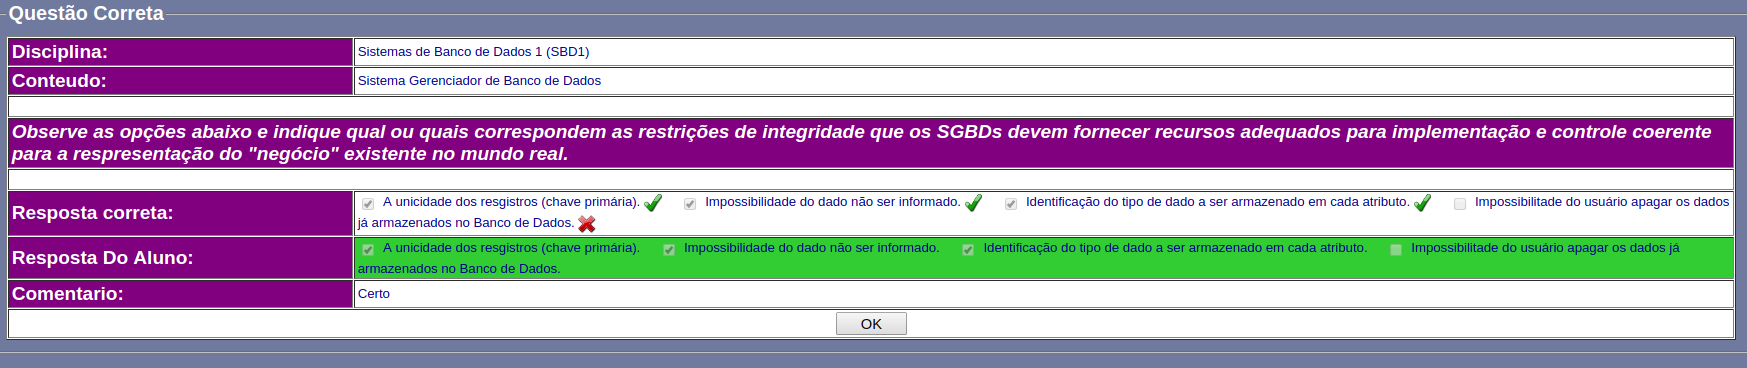 Questão Correta
Disciplina:
Sistemas de Banco de Dados 1 (SBD1)
Conteudo:
Sistema Gerenciador de Banco de Dados
Observe as opções abaixo e indique qual ou quais correspondem as restrições de integridade que os SGBDs devem fornecer recursos adequados para implementação e controle coerente
para a respresentação do "negócio" existente no mundo real.
Resposta correta:
A unicidade dos resgistros (chave primária). Impossibilidade do dado não ser informado. Identificação do tipo de dado a ser armazenado em cada atributo. Impossibilitade do usuário apagar os dados
já armazenados no Banco de Dados.
Resposta Do Aluno:
A unicidade dos resgistros (chave primária). Impossibilidade do dado não ser informado. Identificação do tipo de dado a ser armazenado em cada atributo. Impossibilitade do usuário apagar os dados já
armazenados no Banco de Dados.
Comentario:
Certo
OK